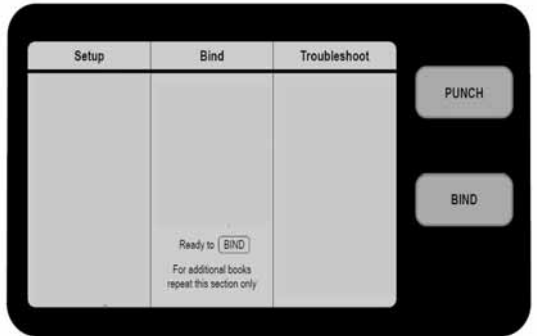 Setup Bind Troubleshoot
PUNCH
BIND
Ready to BIND
For additional books
repeat this section only